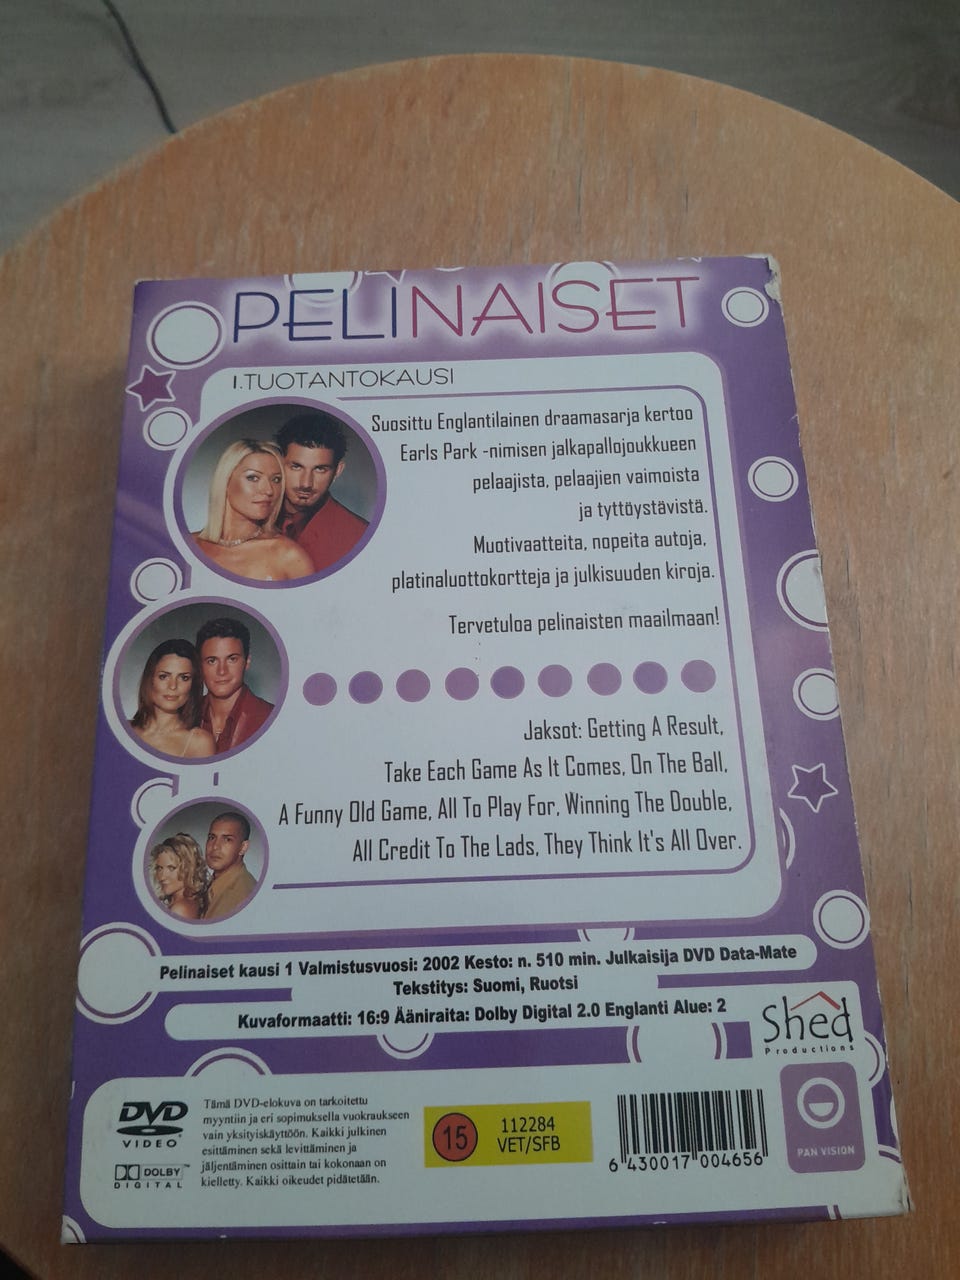 PELINAISET
1.TUOTANTOKAUSI
Suosittu Englantilainen draamasarja kertoo
Earls Park -nimisen jalkapallojoukkueen
pelaajista, pelaajien vaimoista
ja tyttöystävistä.
Muotivaatteita, nopeita autoja,
platinaluottokortteja ja julkisuuden kiroja.
Tervetuloa pelinaisten maailmaan!
Jaksot: Getting A Result,
Take Each Game As It Comes, On The Ball,
A Funny Old Game, All To Play For, Winning The Double,
All Credit To The Lads, They Think It's All Over.
Pelinaiset kausi 1 Valmistusvuosi: 2002 Kesto: n. 510 min. Julkaisija DVD Data-Mate
Tekstitys: Suomi, Ruotsi
Kuvaformaatti: 16:9 Ääniraita: Dolby Digital 2.0 Englanti Alue: 2
Shed
Productions
DVD
VIDEO
DOLBY
DIGITAL
Tämä DVD-elokuva on tarkoitettu
myyntiin ja eri sopimuksella vuokraukseen
vain yksityiskäyttöön. Kaikki julkinen
esittäminen sekä levittäminen ja
jäljentäminen osittain tai kokonaan on
kielletty. Kaikki oikeudet pidätetään.
15
112284
VET/SFB
6 430017 004656
PAN VISION